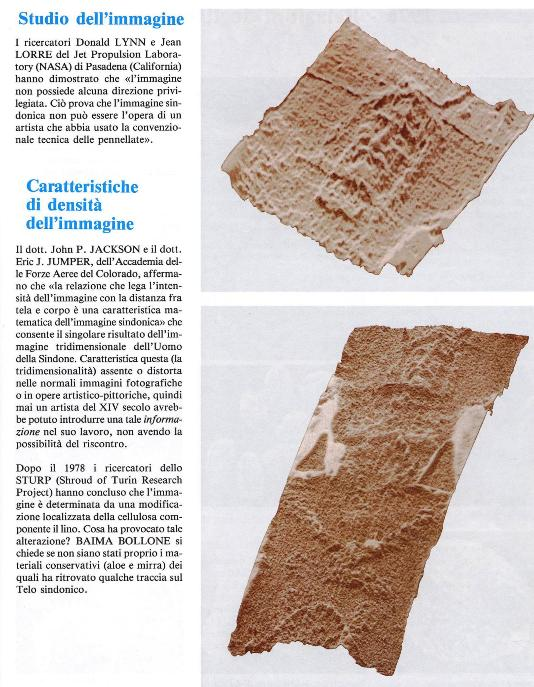 Studio dell'immagine
I ricercatori Donald LYNN e Jean
LORRE del Jet Propulsion Labora-
tory (NASA) di Pasadena (California)
hanno dimostrato che «l'immagine
non possiede alcuna direzione privi-
legiata. Ciò prova che l'immagine sin-
donica non può essere l'opera di un
artista che abbia usato la convenzio-
nale tecnica delle pennellate».
Caratteristiche
di densità
dell'immagine
Il dott. John P. JACKSON e il dott.
Eric J. JUMPER, dell'Accademia del-
le Forze Aeree del Colorado, afferma-
no che «la relazione che lega l'inten-
sità dell'immagine con la distanza fra
tela e corpo è una caratteristica ma-
tematica dell'immagine sindonica» che
consente il singolare risultato dell'im-
magine tridimensionale dell'Uomo
della Sindone. Caratteristica questa (la
tridimensionalità) assente o distorta
nelle normali immagini fotografiche
o in opere artistico-pittoriche, quindi
mai un artista del XIV secolo avreb-
be potuto introdurre una tale informa-
zione nel suo lavoro, non avendo la
possibilità del riscontro.
Dopo il 1978 i ricercatori dello
STURP (Shroud of Turin Research
Project) hanno concluso che l'imma-
gine è determinata da una modifica-
zione localizzata della cellulosa com-
ponente il lino. Cosa ha provocato tale
alterazione? BAIMA BOLLONE si
chiede se non siano stati proprio i ma-
teriali conservativi (aloe e mirra) dei
quali ha ritrovato qualche traccia sul
Telo sindonico.